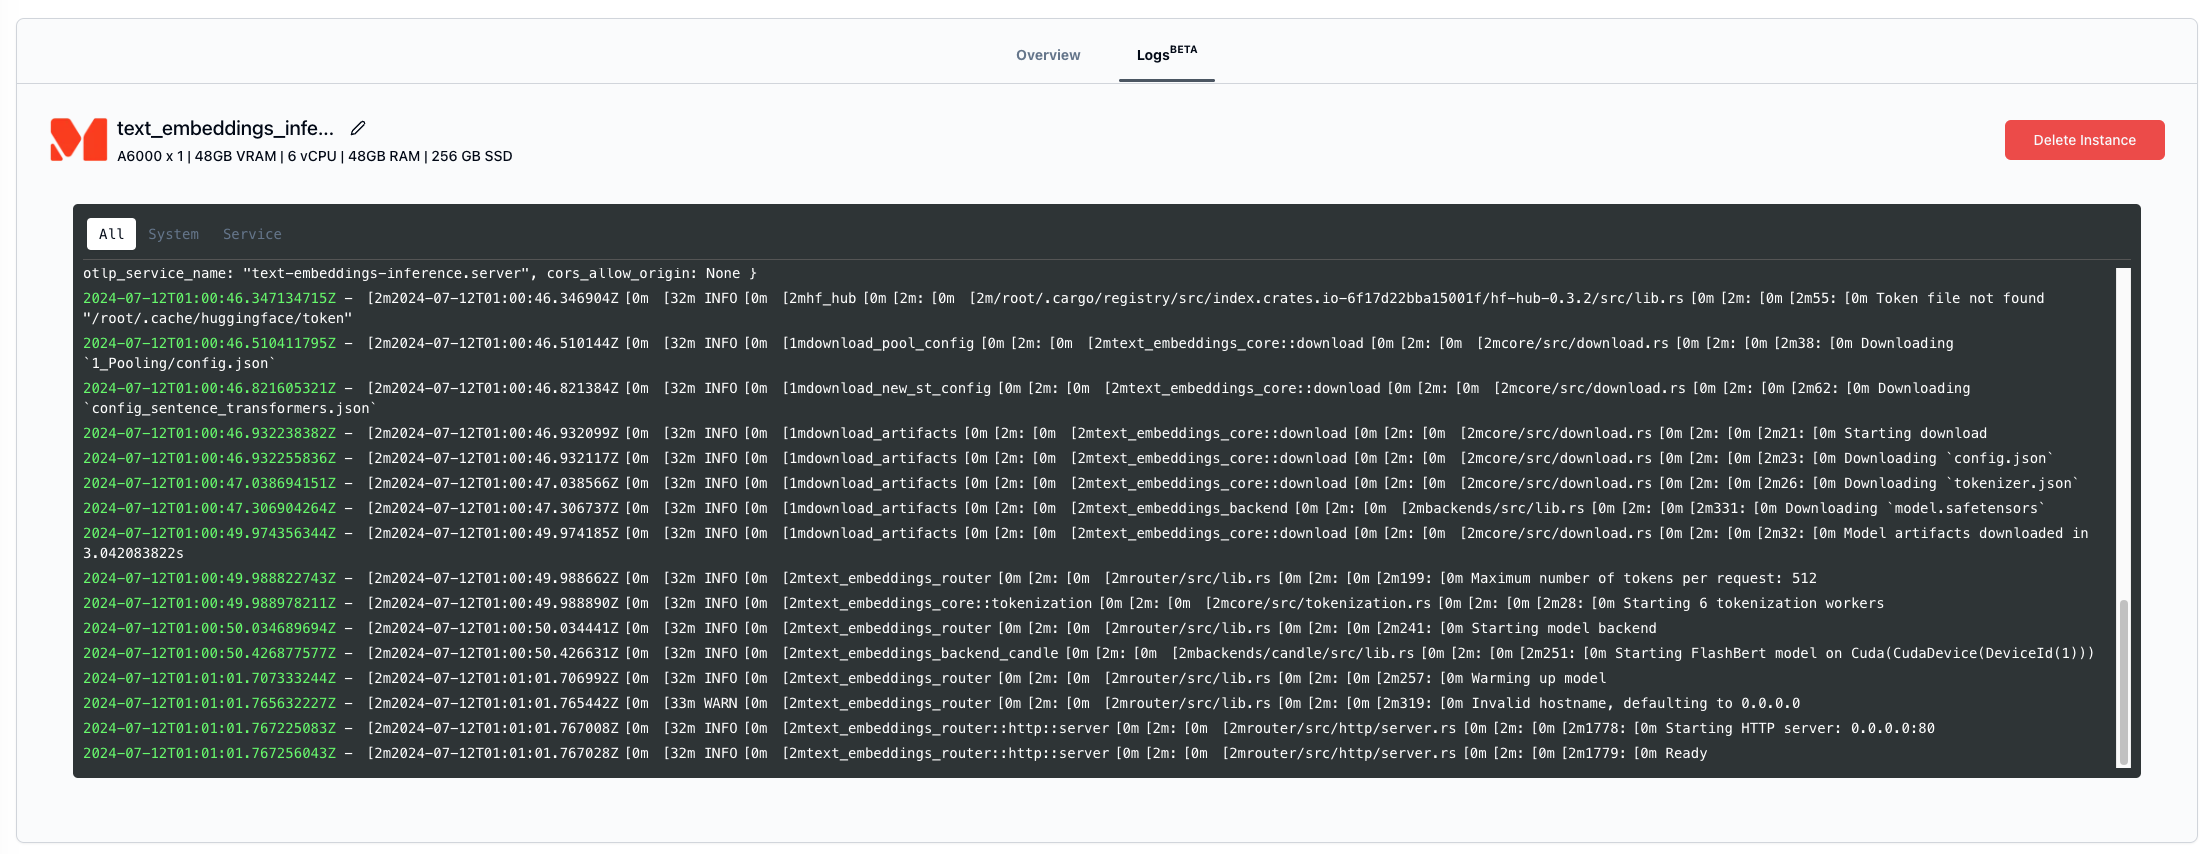 Overview
LogsBETA
text_embeddings_infe...
A6000 x 1 | 48GB VRAM | 6 vCPU | 48GB RAM | 256 GB SSD
Delete Instance
All System Service
otlp_service_name: "text-embeddings-inference.server", cors_allow_origin: None }
2024-07-12T01:00:46.347134715Z - [2m2024-07-12T01:00:46.346904Z[0m [32m INFO[0m [2mhf_hub[0m[2m:[0m [2m/root/.cargo/registry/src/index.crates.io-6f17d22bba15001f/hf-hub-0.3.2/src/lib.rs[0m[2m:[0m[2m55:[0m Token file not found
"/root/.cache/huggingface/token"
2024-07-12T01:00:46.510411795Z - [2m2024-07-12T01:00:46.510144Z[0m [32m INFO[0m [1mdownload_pool_config[0m[2m:[0m [2mtext_embeddings_core::download[0m[2m:[0m [2mcore/src/download.rs[0m[2m:[0m[2m38:[0m Downloading
`1_Pooling/config.json`
2024-07-12T01:00:46.821605321Z - [2m2024-07-12T01:00:46.821384Z[0m [32m INFO[0m [1mdownload_new_st_config[0m[2m:[0m [2mtext_embeddings_core::download[0m[2m:[0m [2mcore/src/download.rs[0m[2m:[0m[2m62:[0m Downloading
`config_sentence_transformers.json`
2024-07-12T01:00:46.932238382Z - [2m2024-07-12T01:00:46.932099Z[0m [32m INFO[0m [1mdownload_artifacts[0m[2m:[0m [2mtext_embeddings_core::download[0m[2m:[0m [2mcore/src/download.rs[0m[2m:[0m[2m21:[0m Starting download
2024-07-12T01:00:46.932255836Z - [2m2024-07-12T01:00:46.932117Z[0m [32m INFO[0m [1mdownload_artifacts[0m[2m:[0m [2mtext_embeddings_core::download[0m[2m:[0m [2mcore/src/download.rs[0m[2m:[0m[2m23:[0m Downloading `config.json`
2024-07-12T01:00:47.038694151Z - [2m2024-07-12T01:00:47.038566Z[0m [32m INFO[0m [1mdownload_artifacts[0m[2m:[0m [2mtext_embeddings_core::download[0m[2m:[0m [2mcore/src/download.rs[0m[2m:[0m[2m26:[0m Downloading `tokenizer.json`
2024-07-12T01:00:47.306904264Z - [2m2024-07-12T01:00:47.306737Z[0m [32m INFO[0m [1mdownload_artifacts[0m[2m:[0m [2mtext_embeddings_backend[0m[2m:[0m [2mbackends/src/lib.rs[0m[2m:[0m[2m331:[0m Downloading `model.safetensors`
2024-07-12T01:00:49.974356344Z - [2m2024-07-12T01:00:49.974185Z[0m [32m INFO[0m [1mdownload_artifacts[0m[2m:[0m [2mtext_embeddings_core::download[0m[2m:[0m [2mcore/src/download.rs[0m[2m:[0m[2m32:[0m Model artifacts downloaded in
3.042083822s
2024-07-12T01:00:49.988822743Z - [2m2024-07-12T01:00:49.988662Z[0m [32m INFO[0m [2mtext_embeddings_router[0m[2m:[0m [2mrouter/src/lib.rs[0m[2m:[0m[2m199:[0m Maximum number of tokens per request: 512
2024-07-12T01:00:49.988978211Z - [2m2024-07-12T01:00:49.988890Z[0m [32m INFO[0m [2mtext_embeddings_core::tokenization[0m[2m:[0m [2mcore/src/tokenization.rs[0m[2m:[0m[2m28:[0m Starting 6 tokenization workers
2024-07-12T01:00:50.034689694Z - [2m2024-07-12T01:00:50.034441Z[0m [32m INFO[0m [2mtext_embeddings_router[0m[2m:[0m [2mrouter/src/lib.rs[0m[2m:[0m[2m241:[0m Starting model backend
2024-07-12T01:00:50.426877577Z - [2m2024-07-12T01:00:50.426631Z[0m [32m INFO[0m [2mtext_embeddings_backend_candle[0m[2m:[0m [2mbackends/candle/src/lib.rs[0m[2m:[0m[2m251:[0m Starting FlashBert model on Cuda(CudaDevice(DeviceId(1)))
2024-07-12T01:01:01.707333244Z - [2m2024-07-12T01:01:01.706992Z[0m [32m INFO[0m [2mtext_embeddings_router[0m[2m:[0m [2mrouter/src/lib.rs[0m[2m:[0m[2m257:[0m Warming up model
2024-07-12T01:01:01.765632227Z - [2m2024-07-12T01:01:01.765442Z[0m [33m WARN[0m [2mtext_embeddings_router[0m[2m:[0m [2mrouter/src/lib.rs[0m[2m:[0m[2m319:[0m Invalid hostname, defaulting to 0.0.0.0
2024-07-12T01:01:01.767225083Z - [2m2024-07-12T01:01:01.767008Z[0m [32m INFO[0m [2mtext_embeddings_router::http::server[0m[2m:[0m [2mrouter/src/http/server.rs[0m[2m:[0m[2m1778:[0m Starting HTTP server: 0.0.0.0:80
2024-07-12T01:01:01.767256043Z - [2m2024-07-12T01:01:01.767028Z[0m [32m INFO[0m [2mtext_embeddings_router::http::server[0m[2m:[0m [2mrouter/src/http/server.rs[0m[2m:[0m[2m1779:[0m Ready